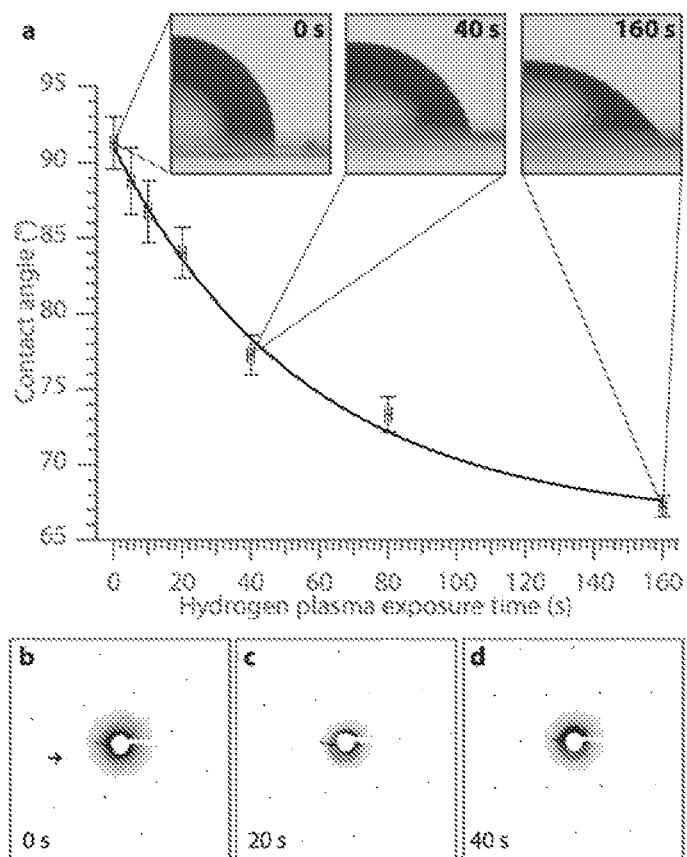 a
0 s
40 s
160 s
95
90
85
80
75
70
65
Contact angle (°)
0 20 40 60 80 100 120 140 160
Hydrogen plasma exposure time (s)
b
c
d
0 s
20 s
40 s